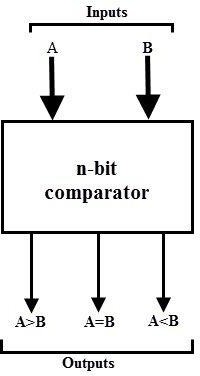 Inputs
A B
n-bit
comparator
A>B A=B A<B
Outputs